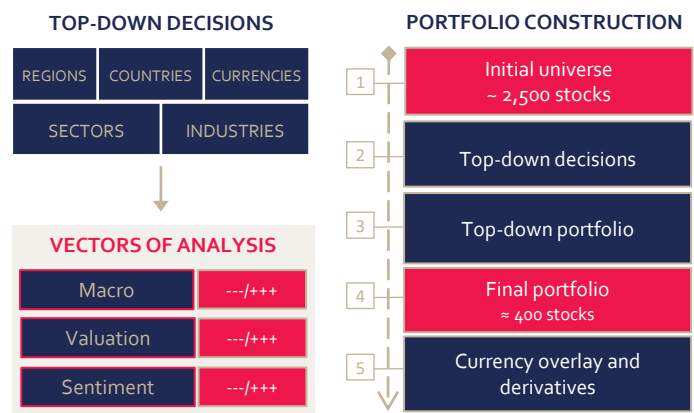 TOP-DOWN DECISIONS
REGIONS
COUNTRIES
CURRENCIES
SECTORS
INDUSTRIES
VECTORS OF ANALYSIS
Macro
---/+++
Valuation
---/+++
Sentiment
---/+++
PORTFOLIO CONSTRUCTION
1
Initial universe
~ 2,500 stocks
2
Top-down decisions
3
Top-down portfolio
4
Final portfolio
≈ 400 stocks
5
Currency overlay and
derivatives